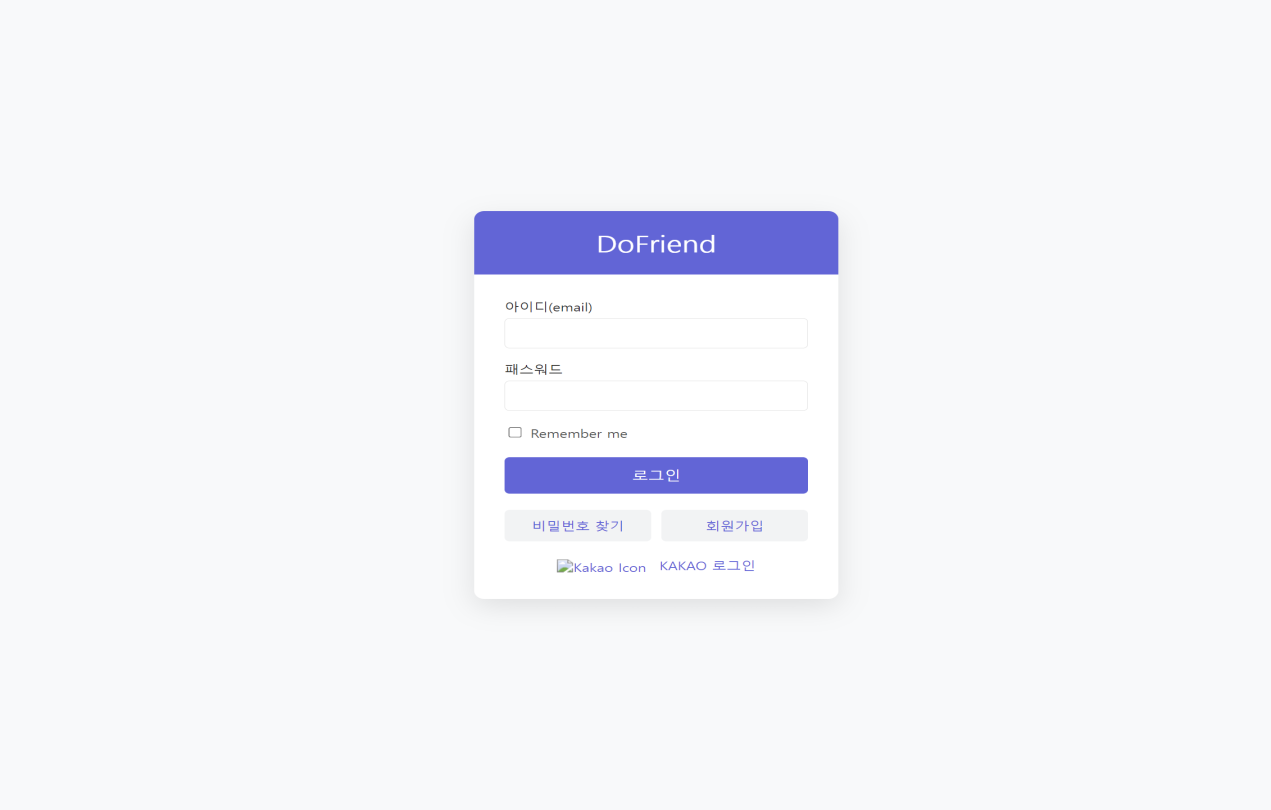 DoFriend
아이디(email)
패스워드
Remember me
로그인
비밀번호 찾기 회원가입
Kakao Icon KAKAO 로그인